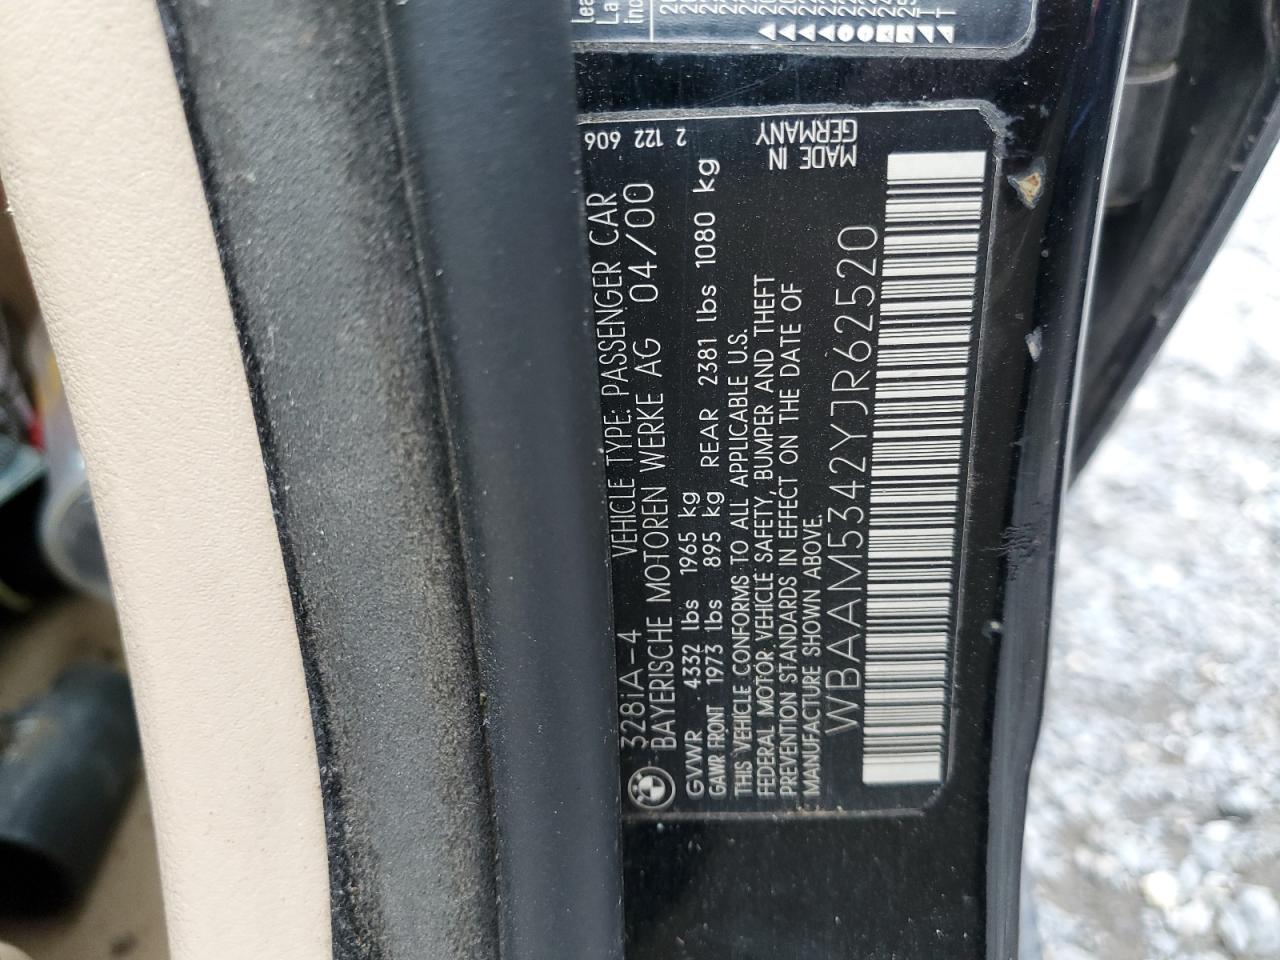 328iA-4 VEHICLE TYPE: PASSENGER CAR
BAYERISCHE MOTOREN WERKE AG 04/00
GVWR 4332 lbs 1965 kg
GAWR FRONT 1973 lbs 895 kg REAR 2381 lbs 1080 kg
THIS VEHICLE CONFORMS TO ALL APPLICABLE U.S.
FEDERAL MOTOR VEHICLE SAFETY, BUMPER AND THEFT
PREVENTION STANDARDS IN EFFECT ON THE DATE OF
MANUFACTURE SHOWN ABOVE.
WBAAM5342YJR62520
2 122 606
MADE IN
GERMANY